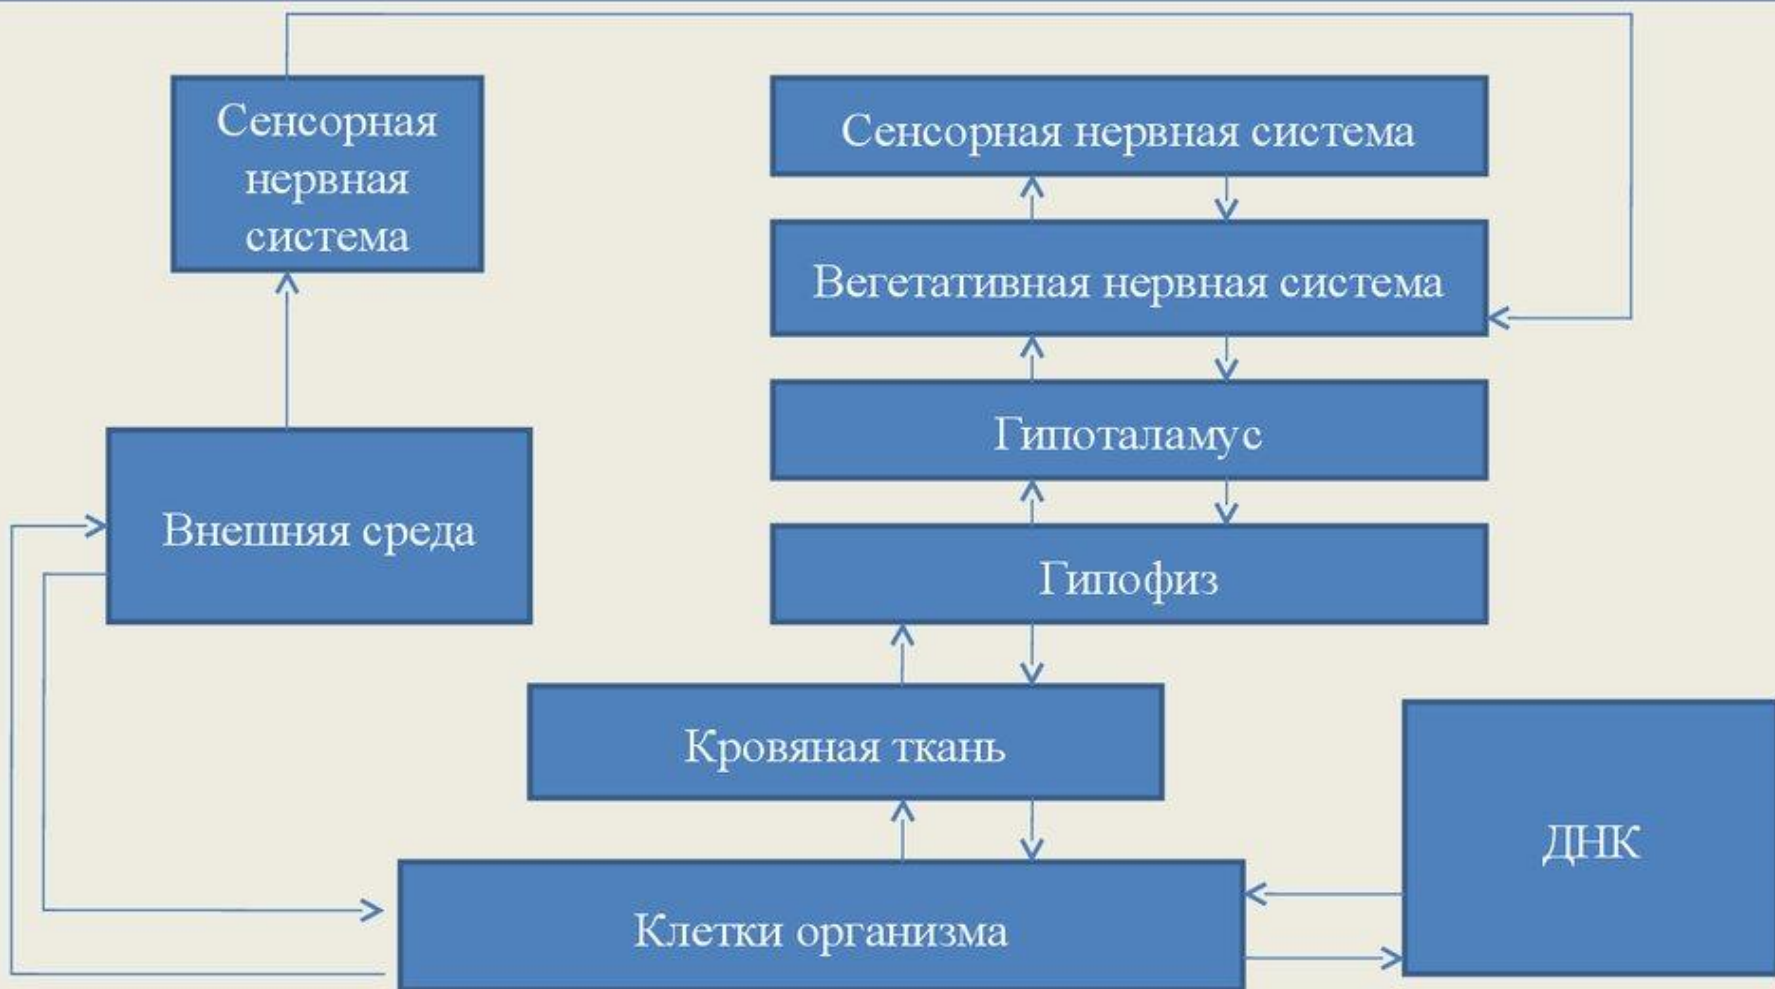 Сенсорная
нервная
система
Сенсорная нервная система
Вегетативная нервная система
Гипоталамус
Внешняя среда
Гипофиз
Кровяная ткань
ДНК
Клетки организма